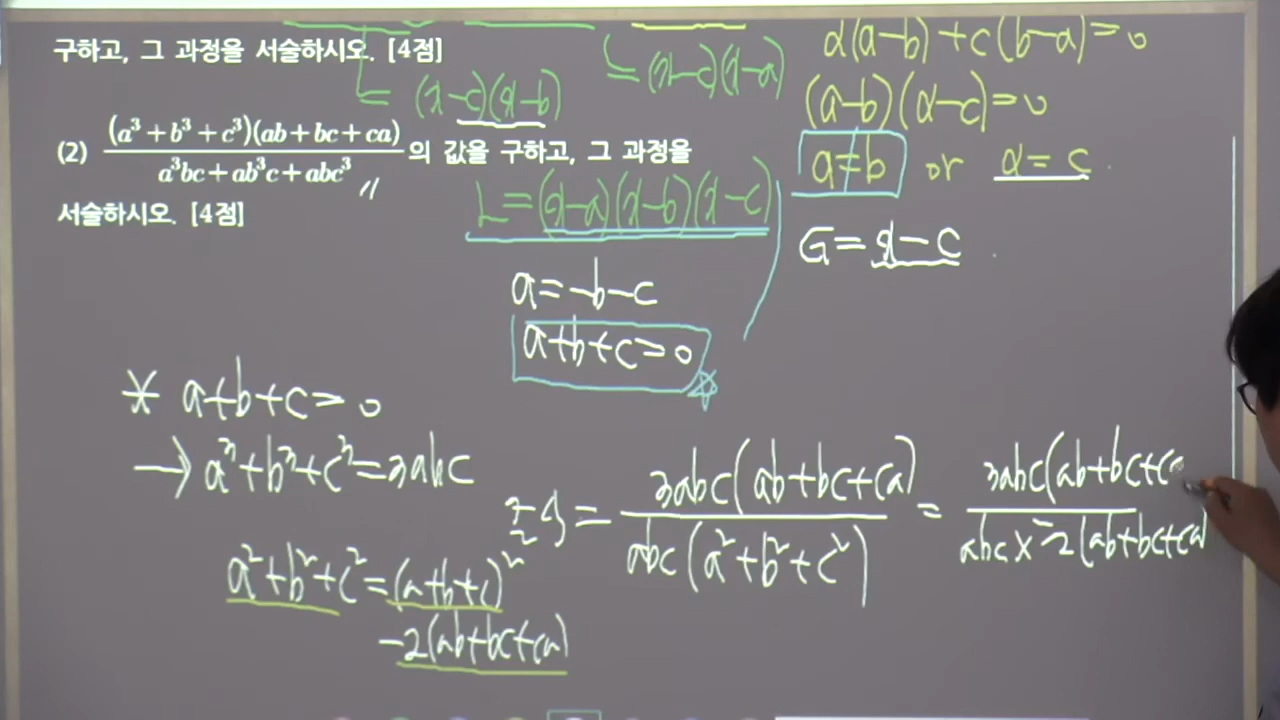 구하고, 그 과정을 서술하시오. [4점]
(2) (a³+b³+c³)(ab+bc+ca) / a³bc+ab³c+abc³ 의 값을 구하고, 그 과정을
서술하시오. [4점]
L=(x-c)(x-b)
L=(x-c)(x-a)
L=(x-a)(x-b)(x-c)
a=-b-c
a+b+c=0
α(a-b)+c(b-a)=0
(a-b)(α-c)=0
a≠b or α=c.
G=x-c
* a+b+c=0
→ a³+b³+c³=3abc
a²+b²+c²=(a+b+c)²
-2(ab+bc+ca)
준식= 3abc(ab+bc+ca) / abc(a²+b²+c²) = 3abc(ab+bc+ca / abc×-2(ab+bc+ca)